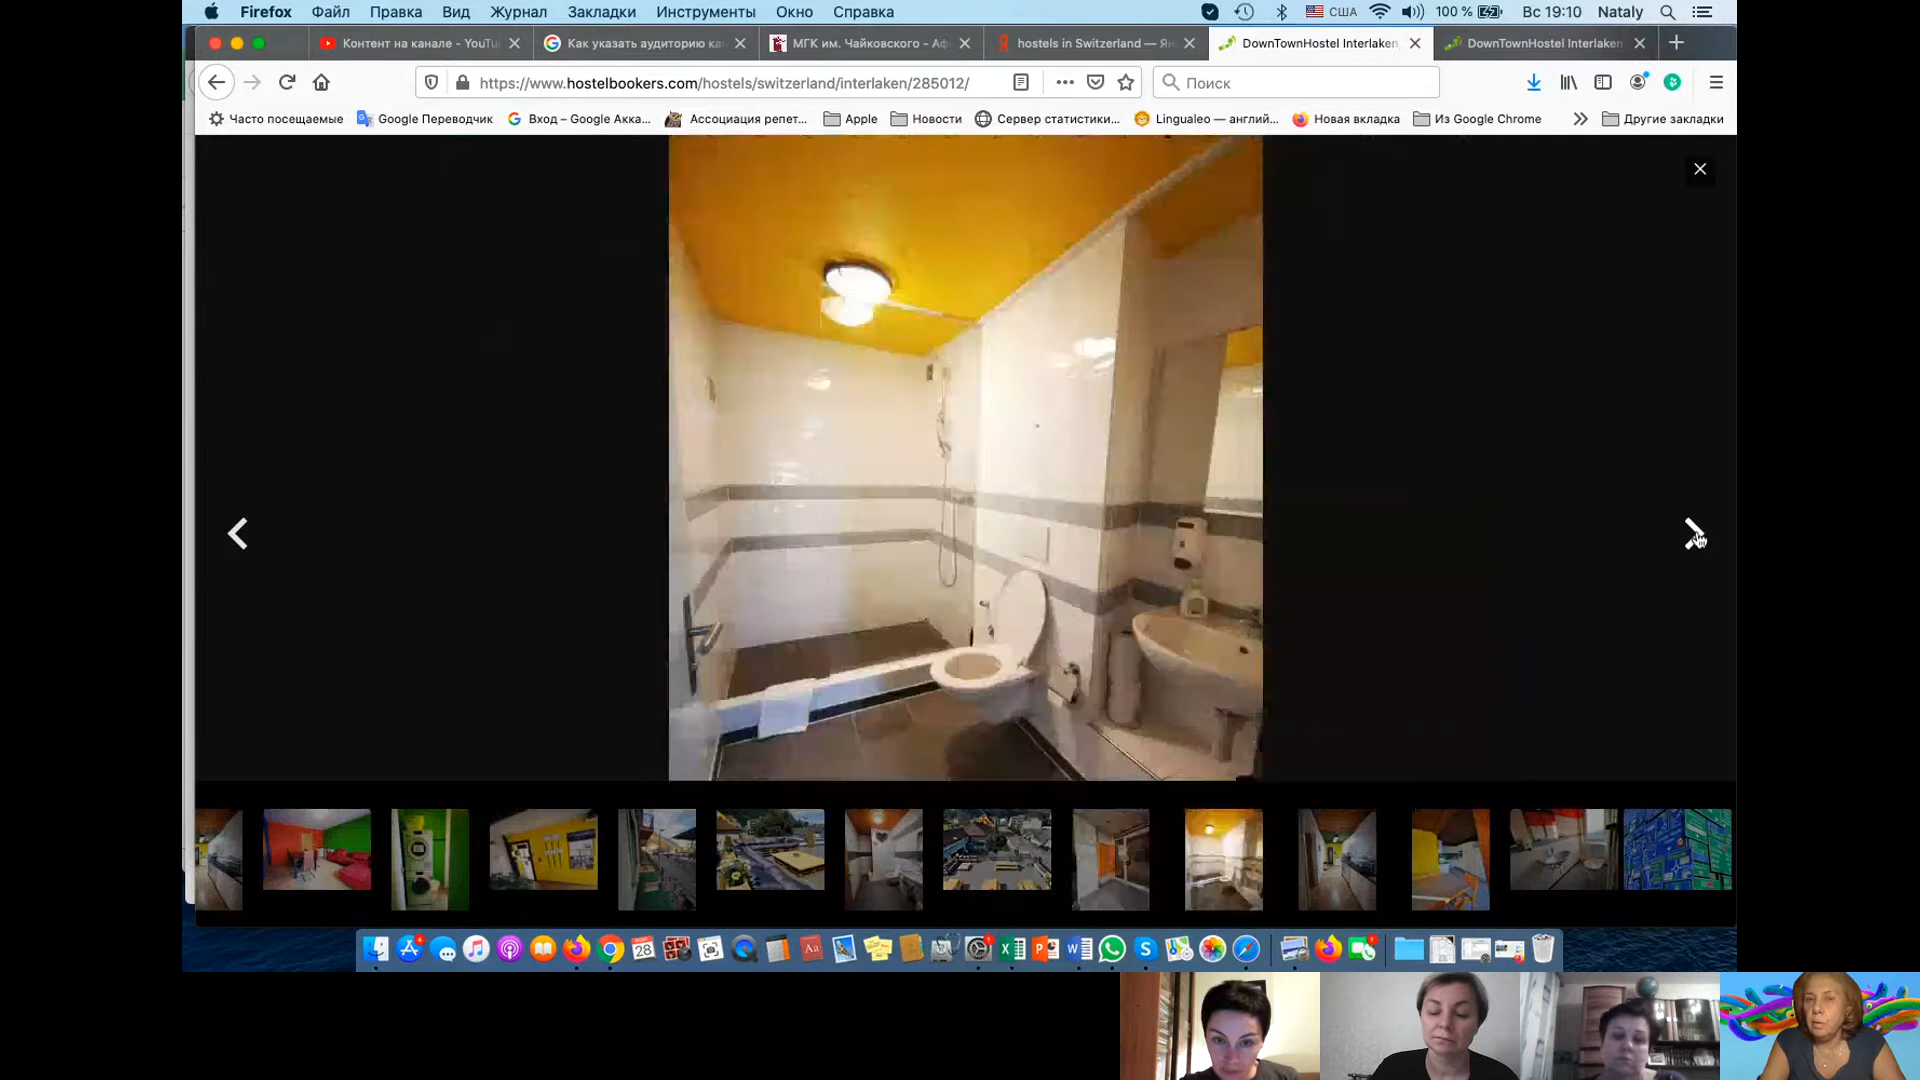 Firefox Файл Правка Вид Журнал Закладки Инструменты Окно Справка США 100 % Вс 19:10 Nataly
Контент на канале - YouTu Как указать аудиторию ка МГК им. Чайковского - Аф hostels in Switzerland — Ян DownTownHostel Interlaken, DownTownHostel Interlaken
https://www.hostelbookers.com/hostels/switzerland/interlaken/285012/ Поиск
Часто посещаемые Google Переводчик Вход – Google Акка... Ассоциация репет... Apple Новости Сервер статистики... Lingualeo — англий... Новая вкладка Из Google Chrome Другие закладки
28